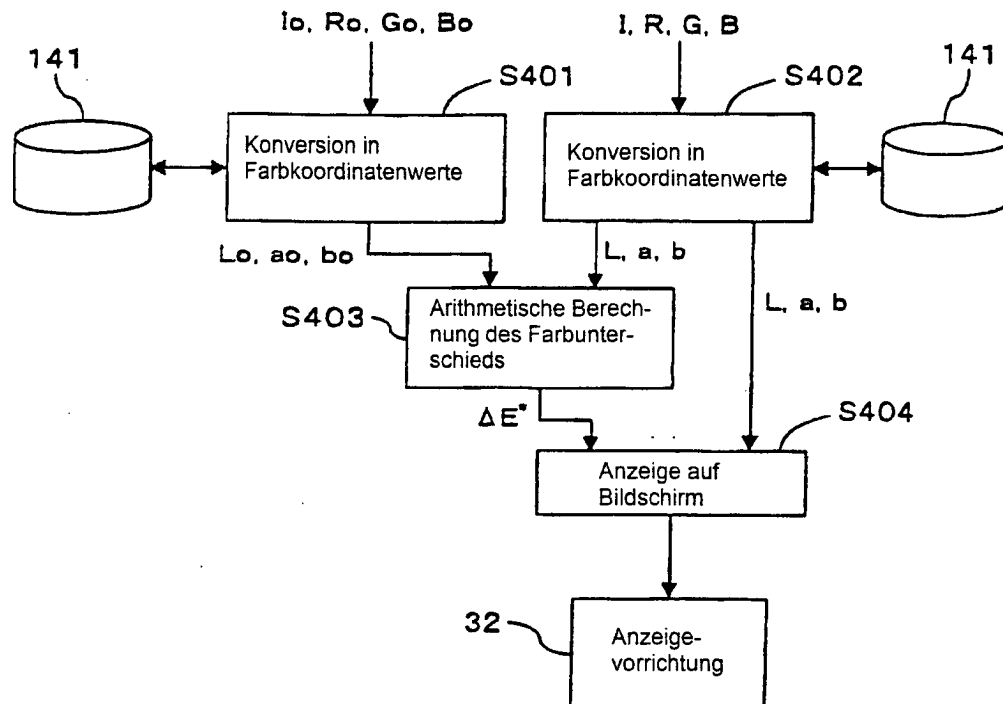 Io, Ro, Go, Bo
I, R, G, B
141
S401
S402
141
Konversion in
Farbkoordinatenwerte
Konversion in
Farbkoordinatenwerte
Lo, ao, bo
L, a, b
L, a, b
S403
Arithmetische Berech-
nung des Farbunter-
schieds
ΔE*
S404
Anzeige auf
Bildschirm
32
Anzeige-
vorrichtung